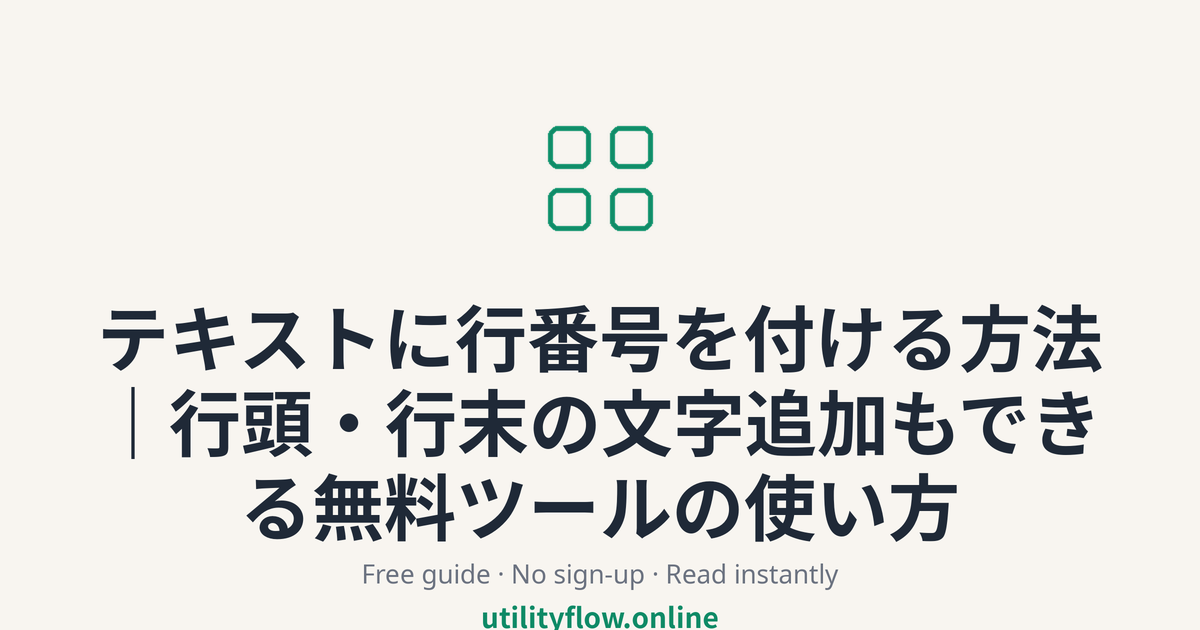 テキストに行番号を付ける方法
｜行頭・行末の文字追加もでき
る無料ツールの使い方
Free guide · No sign-up · Read instantly
utilityflow.online